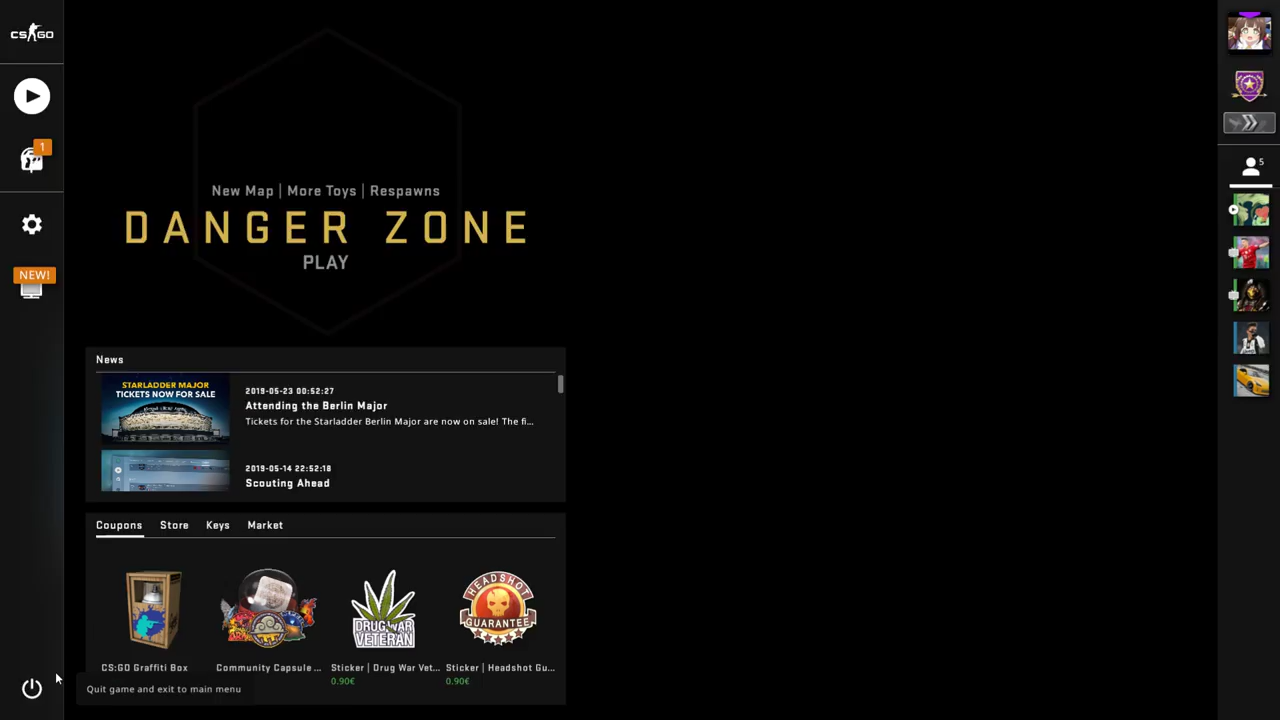 CS:GO
1
NEW!
New Map | More Toys | Respawns
DANGER ZONE
PLAY
News
STARLADDER MAJOR
TICKETS NOW FOR SALE
2019-05-23 00:52:27
Attending the Berlin Major
Tickets for the Starladder Berlin Major are now on sale! The fi...
2019-05-14 22:52:18
Scouting Ahead
Coupons Store Keys Market
HEADSHOT
GUARANTEE
DRUG WAR
VETERAN
CS:GO Graffiti Box
Community Capsule ...
Sticker | Drug War Vet...
Sticker | Headshot Gu...
0.90€
0.90€
Quit game and exit to main menu
5